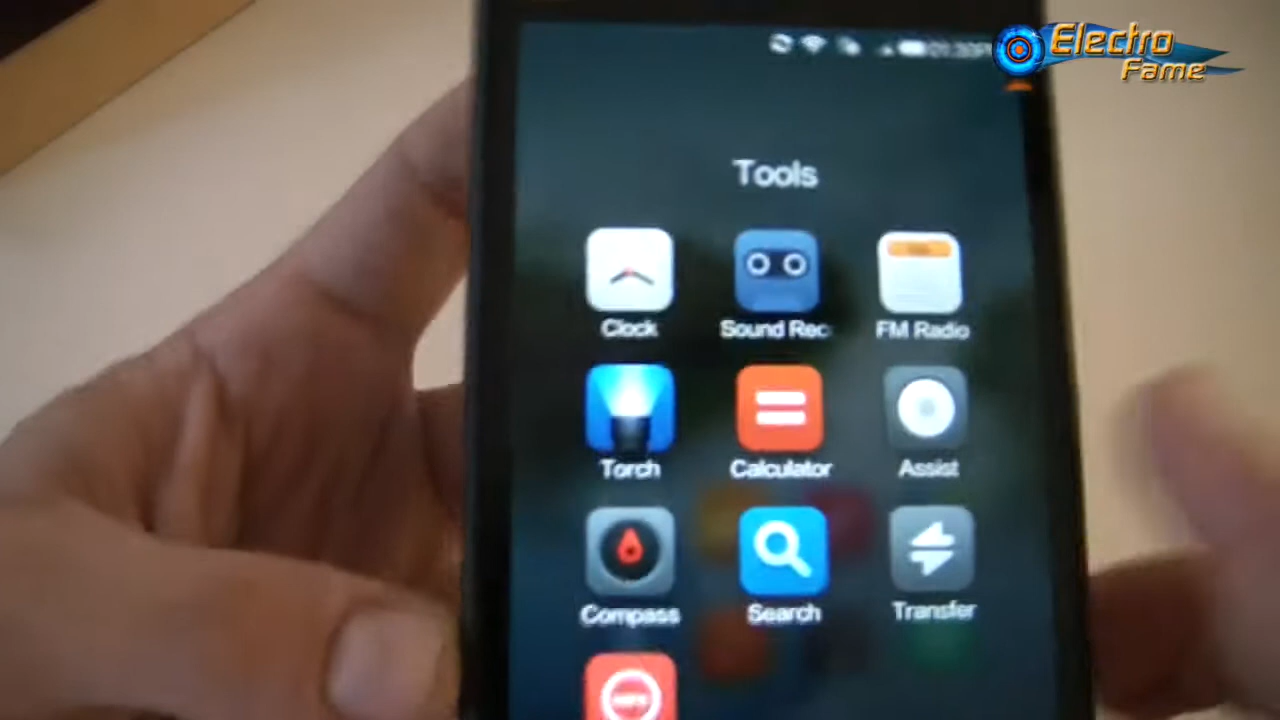 Electro
Fame
Tools
Clock
Sound Rec
FM Radio
Torch
Calculator
Assist
Compass
Search
Transfer